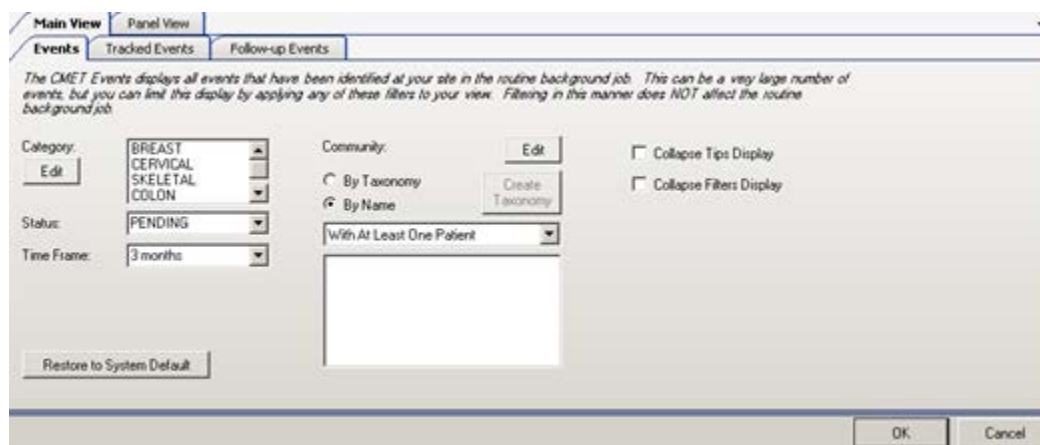 Main View Panel View
Events Tracked Events Follow-up Events
The CMET Events displays all events that have been identified at your site in the routine background job. This can be a very large number of
events, but you can limit this display by applying any of these filters to your view. Filtering in this manner does NOT affect the routine
background job.
Category:
Edit
BREAST
CERVICAL
SKELETAL
COLON
Status:
PENDING
Time Frame:
3 months
Restore to System Default
Community:
Edit
By Taxonomy
By Name
Create
Taxonomy
With At Least One Patient
Collapse Tips Display
Collapse Filters Display
OK Cancel